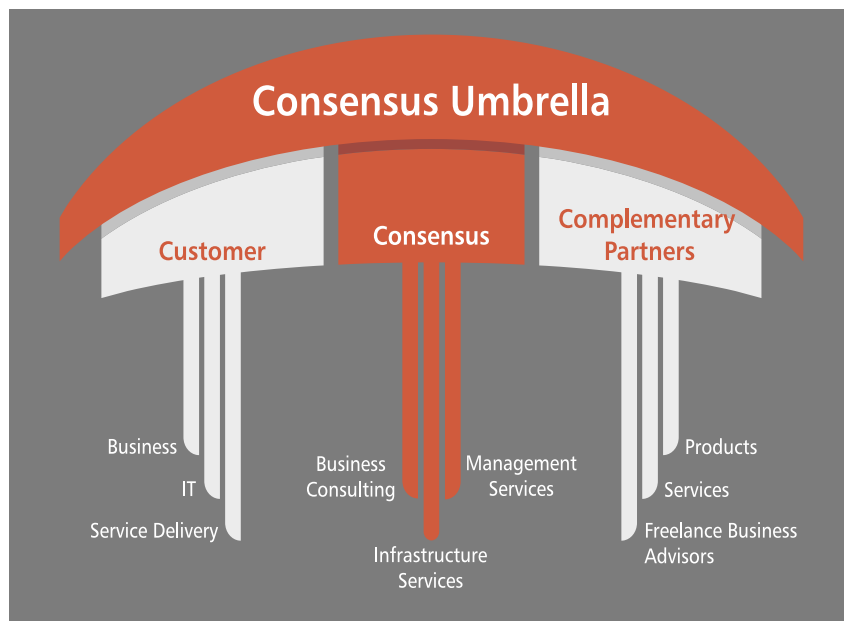 Consensus Umbrella
Customer
Consensus
Complementary
Partners
Business
IT
Service Delivery
Business
Consulting
Infrastructure
Services
Management
Services
Products
Services
Freelance Business
Advisors